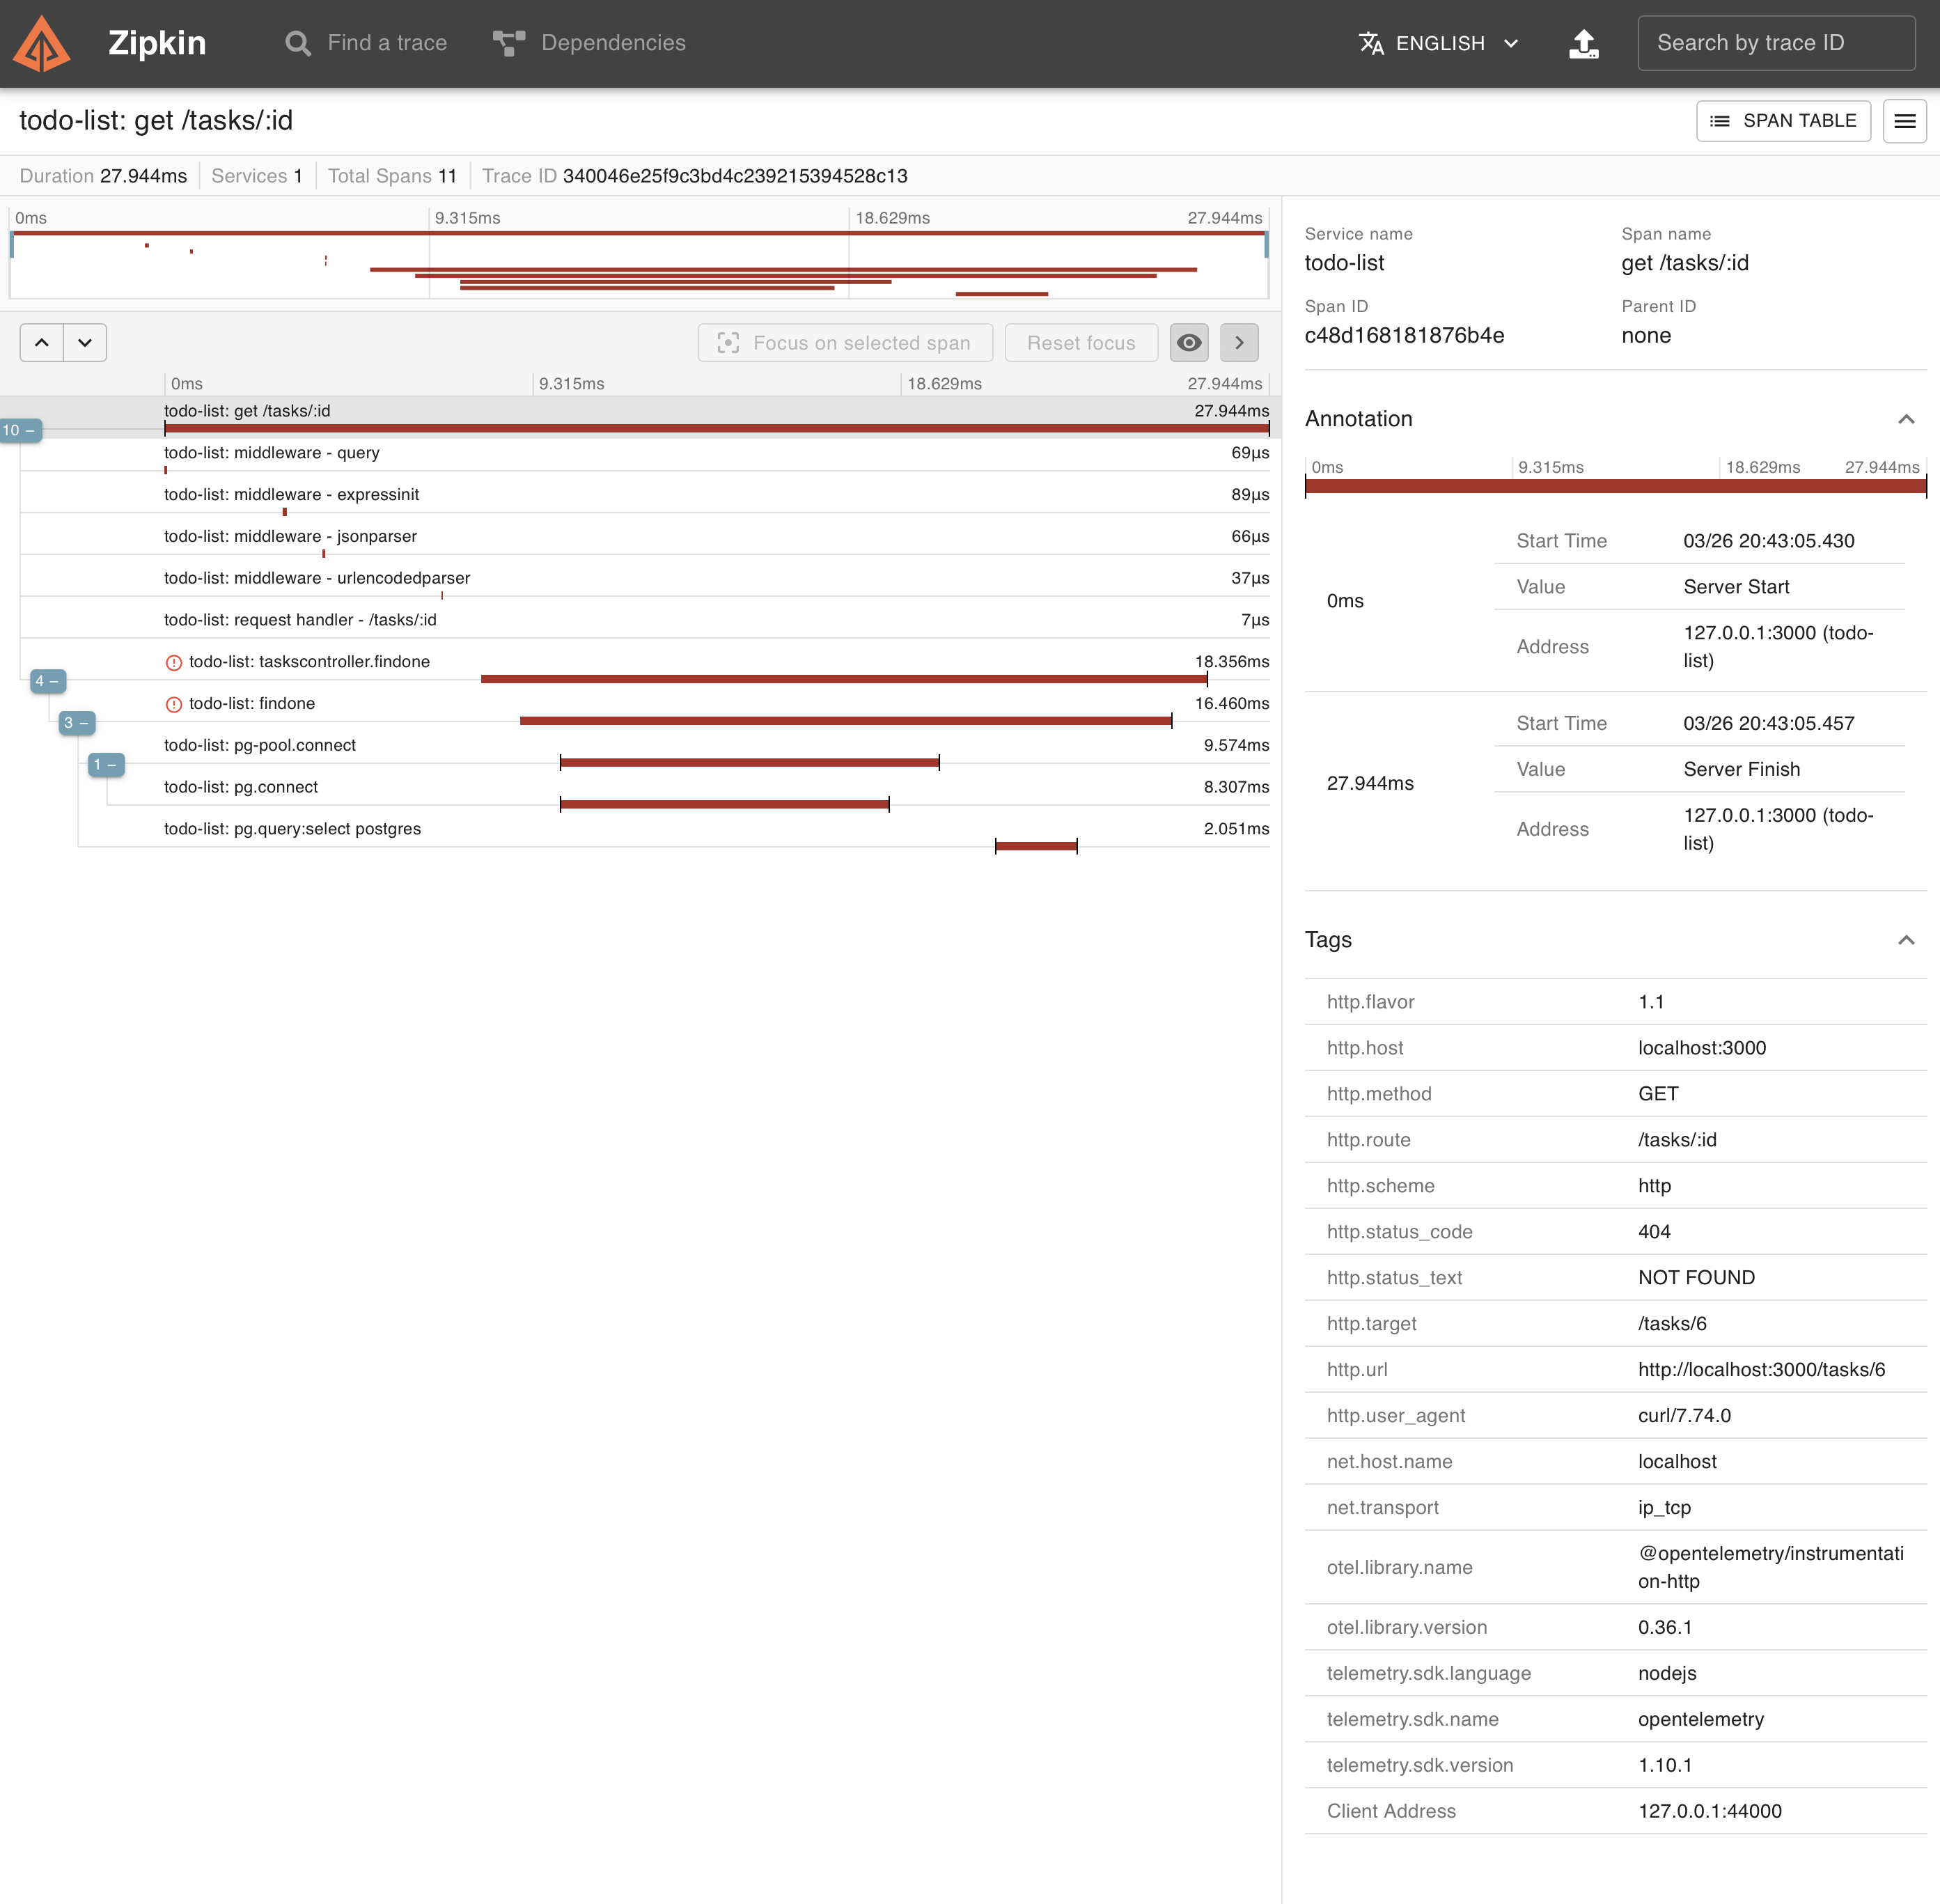 Zipkin
Find a trace
Dependencies
ENGLISH
Search by trace ID
todo-list: get /tasks/:id
SPAN TABLE
Duration 27.944ms Services 1 Total Spans 11 Trace ID 340046e25f9c3bd4c239215394528c13
0ms 9.315ms 18.629ms 27.944ms
Focus on selected span
Reset focus
0ms 9.315ms 18.629ms 27.944ms
todo-list: get /tasks/:id 27.944ms
10 –
todo-list: middleware - query 69µs
todo-list: middleware - expressinit 89µs
todo-list: middleware - jsonparser 66µs
todo-list: middleware - urlencodedparser 37µs
todo-list: request handler - /tasks/:id 7µs
todo-list: taskscontroller.findone 18.356ms
4 –
todo-list: findone 16.460ms
3 –
todo-list: pg-pool.connect 9.574ms
1 –
todo-list: pg.connect 8.307ms
todo-list: pg.query:select postgres 2.051ms
Service name Span name
todo-list get /tasks/:id
Span ID Parent ID
c48d168181876b4e none
Annotation
0ms 9.315ms 18.629ms 27.944ms
0ms
Start Time 03/26 20:43:05.430
Value Server Start
Address 127.0.0.1:3000 (todo-
list)
27.944ms
Start Time 03/26 20:43:05.457
Value Server Finish
Address 127.0.0.1:3000 (todo-
list)
Tags
http.flavor 1.1
http.host localhost:3000
http.method GET
http.route /tasks/:id
http.scheme http
http.status_code 404
http.status_text NOT FOUND
http.target /tasks/6
http.url http://localhost:3000/tasks/6
http.user_agent curl/7.74.0
net.host.name localhost
net.transport ip_tcp
otel.library.name @opentelemetry/instrumentati
on-http
otel.library.version 0.36.1
telemetry.sdk.language nodejs
telemetry.sdk.name opentelemetry
telemetry.sdk.version 1.10.1
Client Address 127.0.0.1:44000